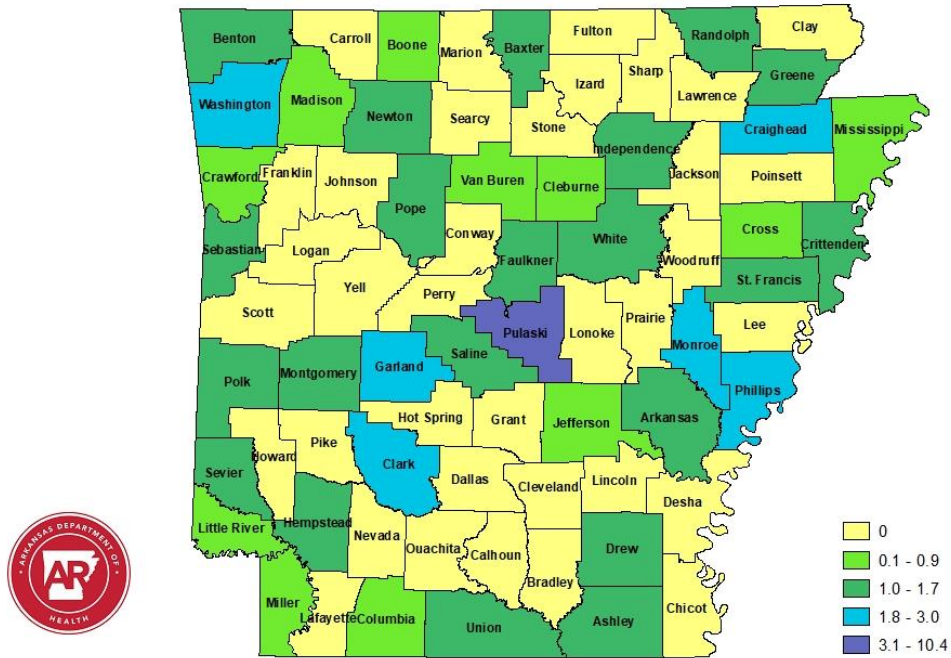 Benton
Carroll
Boone
Marion
Baxter
Fulton
Randolph
Clay
Izard
Sharp
Greene
Washington
Madison
Newton
Searcy
Stone
Lawrence
Craighead
Mississippi
Independence
Crawford
Franklin
Johnson
Van Buren
Cleburne
Jackson
Poinsett
Pope
Conway
White
Cross
Crittenden
Sebastian
Logan
Faulkner
Woodruff
St. Francis
Scott
Yell
Perry
Pulaski
Lonoke
Prairie
Lee
Monroe
Garland
Saline
Phillips
Polk
Montgomery
Hot Spring
Grant
Jefferson
Arkansas
Howard
Pike
Clark
Sevier
Dallas
Cleveland
Lincoln
Desha
Little River
Hempstead
Nevada
Ouachita
Calhoun
Bradley
Drew
Miller
Lafayette
Columbia
Union
Ashley
Chicot
ARKANSAS DEPARTMENT OF
AR
HEALTH
0
0.1 - 0.9
1.0 - 1.7
1.8 - 3.0
3.1 - 10.4